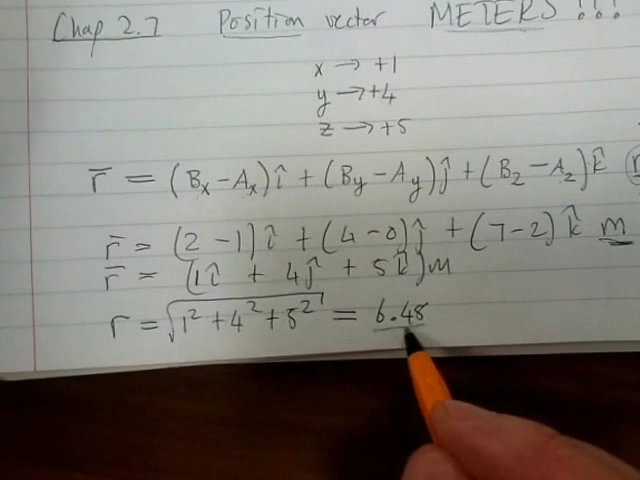 Chap 2.7 Position vector METERS!!!
x → +1
y → +4
z → +5
r̄ = (Bx − Ax)î + (By − Ay)ĵ + (Bz − Az)k̂
r̄ = (2 − 1)î + (4 − 0)ĵ + (7 − 2)k̂ m
r̄ = (1î + 4ĵ + 5k̂)m
r = √1² + 4² + 5² = 6.48